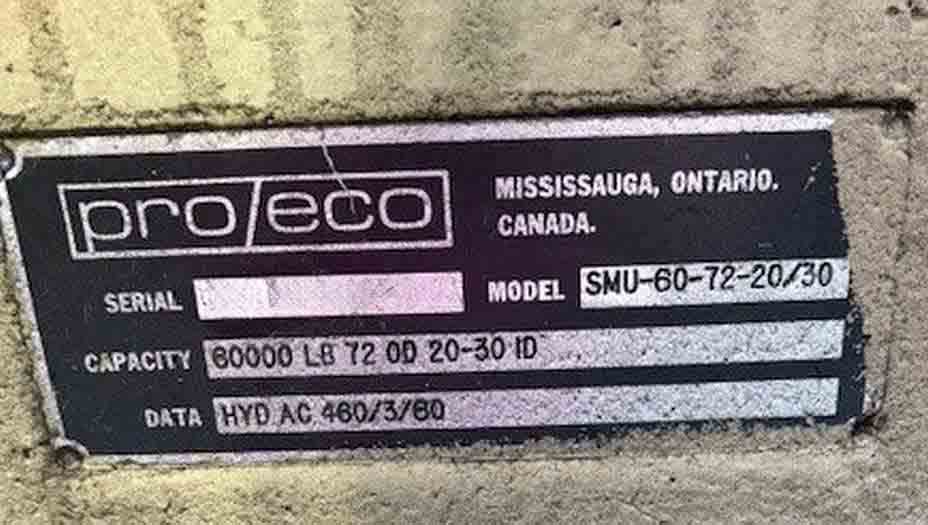 pro/eco
MISSISSAUGA, ONTARIO.
CANADA.
SERIAL
MODEL SMU-60-72-20/30
CAPACITY 60000 LB 72 OD 20-30 ID
DATA HYD AC 460/3/60